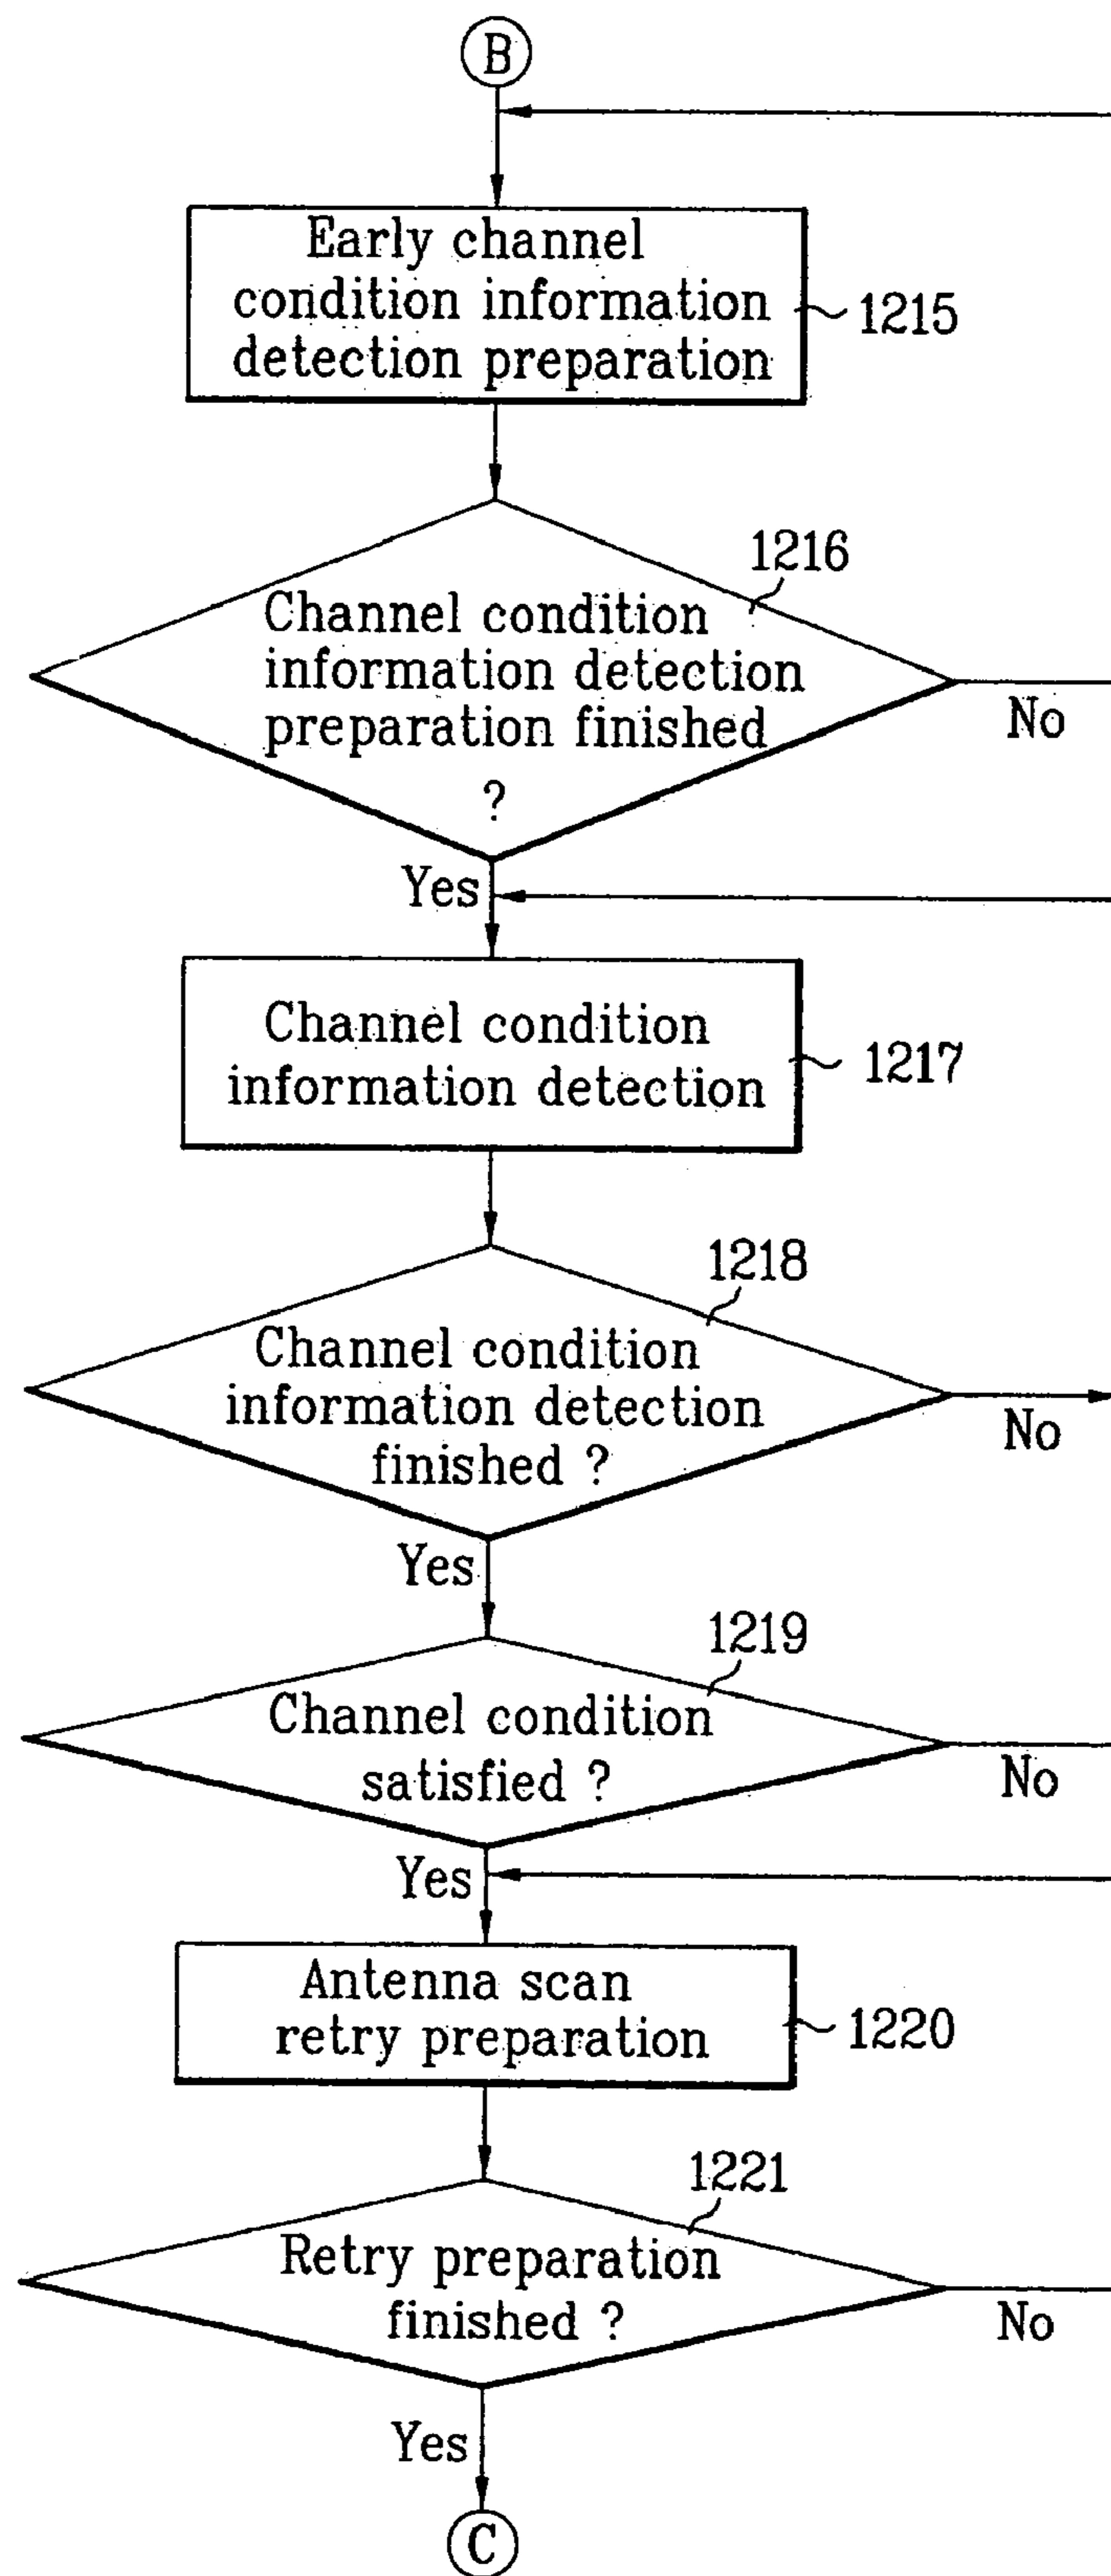 B
Early channel
condition information
detection preparation
1215
1216
Channel condition
information detection
preparation finished
?
No
Yes
Channel condition
information detection
1217
1218
Channel condition
information detection
finished ?
No
Yes
1219
Channel condition
satisfied ?
No
Yes
Antenna scan
retry preparation
1220
1221
Retry preparation
finished ?
No
Yes
C